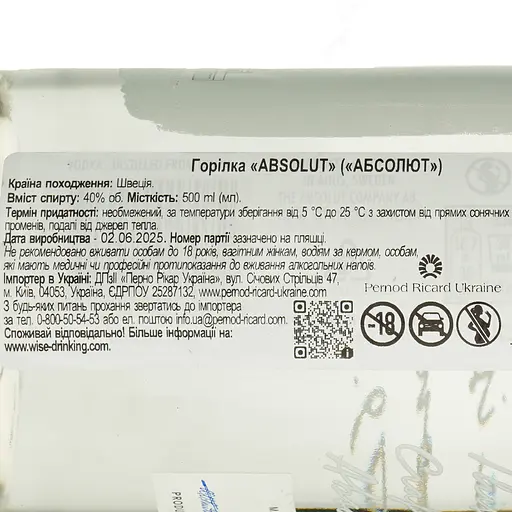 Горілка «ABSOLUT» («АБСОЛЮТ»)
Країна походження: Швеція.
Вміст спирту: 40% об. Місткість: 500 ml (мл).
Термін придатності: необмежений, за температури зберігання від 5 °С до 25 °С з захистом від прямих сонячних
променів, подалі від джерел тепла.
Дата виробництва - 02.06.2025. Номер партії зазначено на пляшці.
Не рекомендовано вживати особам до 18 років, вагітним жінкам, водіям за кермом, особам,
які мають медичні чи професійні протипоказання до вживання алкогольних напоїв.
Імпортер в Україні: ДПзІІ «Перно Рікар Україна», вул. Січових Стрільців 47,
м. Київ, 04053, Україна, ЄДРПОУ 25287132, www.pernod-ricard-ukraine.com
З будь-яких питань прохання звертатись до імпортера
за тел. 0-800-50-54-53 або ел. поштою info.ua@pernod-ricard.com.
Споживай відповідально! Більше інформації на:
www.wise-drinking.com.
Pernod Ricard Ukraine
-18